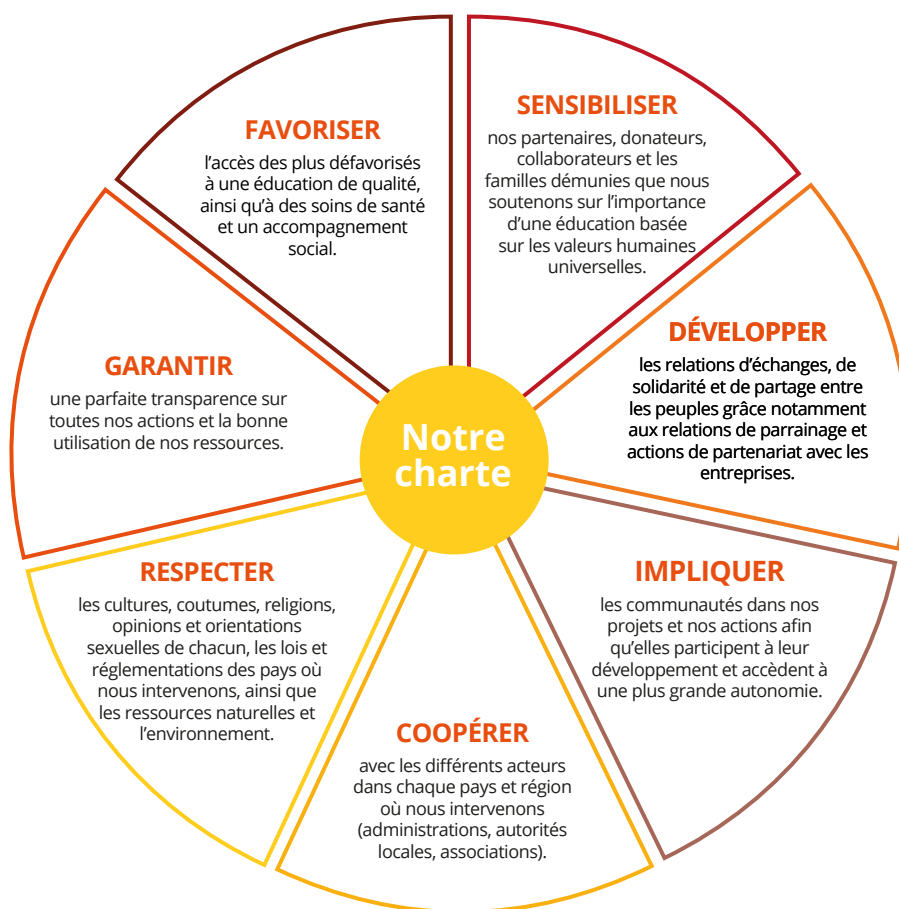 FAVORISER
l'accès des plus défavorisés
à une éducation de qualité,
ainsi qu'à des soins de santé
et un accompagnement
social.
SENSIBILISER
nos partenaires, donateurs,
collaborateurs et les
familles démunies que nous
soutenons sur l'importance
d'une éducation basée
sur les valeurs humaines
universelles.
DÉVELOPPER
les relations d'échanges, de
solidarité et de partage entre
les peuples grâce notamment
aux relations de parrainage et
actions de partenariat avec les
entreprises.
GARANTIR
une parfaite transparence sur
toutes nos actions et la bonne
utilisation de nos ressources.
Notre
charte
RESPECTER
les cultures, coutumes, religions,
opinions et orientations
sexuelles de chacun, les lois et
réglementations des pays où
nous intervenons, ainsi que
les ressources naturelles et
l'environnement.
IMPLIQUER
les communautés dans nos
projets et nos actions afin
qu'elles participent à leur
développement et accèdent à
une plus grande autonomie.
COOPÉRER
avec les différents acteurs
dans chaque pays et région
où nous intervenons
(administrations, autorités
locales, associations).